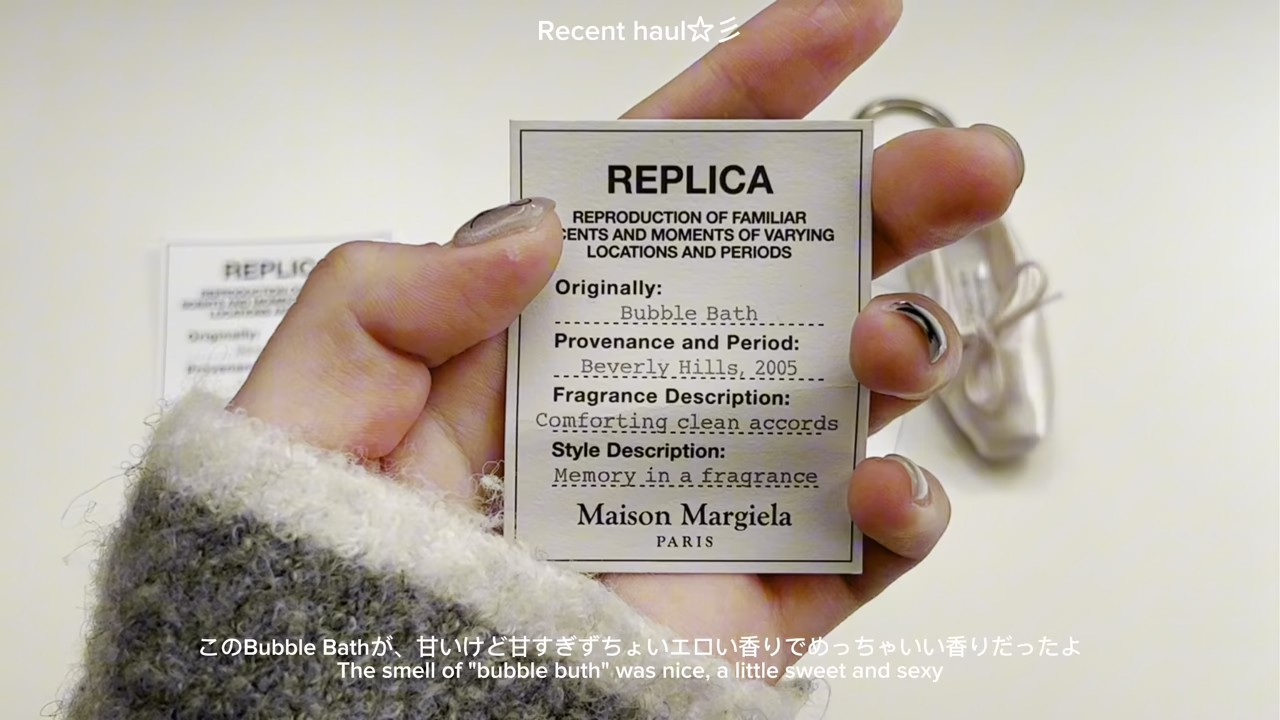 Recent haul☆彡
REPLICA
REPRODUCTION OF FAMILIAR
CENTS AND MOMENTS OF VARYING
LOCATIONS AND PERIODS
Originally:
Bubble Bath
Provenance and Period:
Beverly Hills, 2005
Fragrance Description:
Comforting clean accords
Style Description:
Memory in a fragrance
Maison Margiela
PARIS
REPLIC
Originally:
このBubble Bathが、甘いけど甘すぎずちょいエロい香りでめっちゃいい香りだったよ
The smell of "bubble buth" was nice, a little sweet and sexy